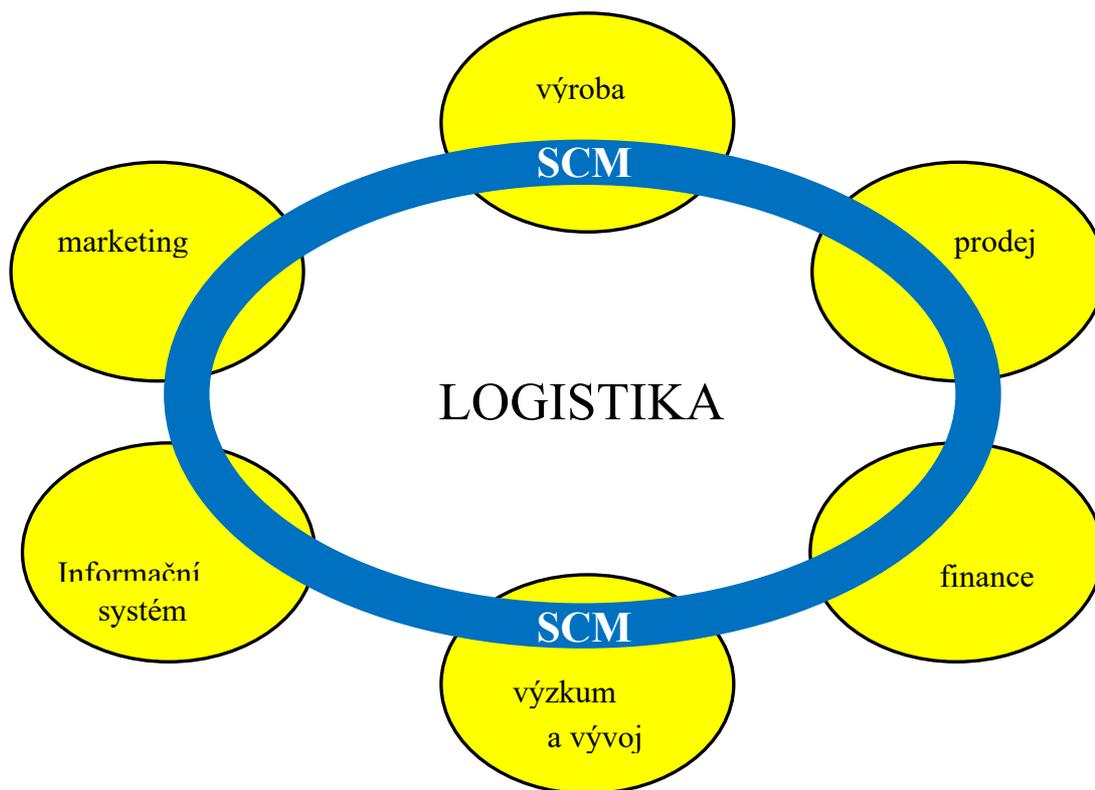 výroba
SCM
marketing
prodej
LOGISTIKA
Informační
systém
finance
SCM
výzkum
a vývoj